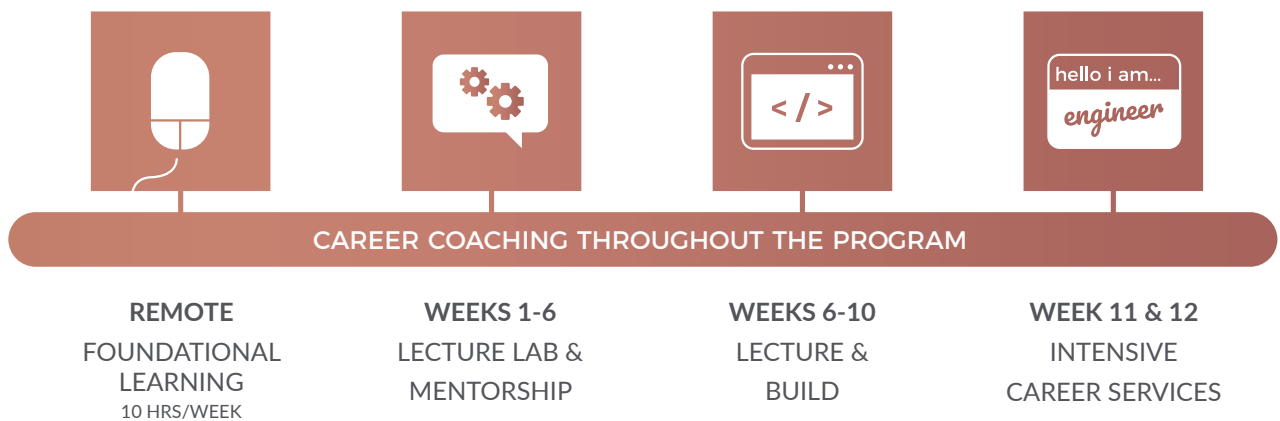 </>
hello i am...
engineer
CAREER COACHING THROUGHOUT THE PROGRAM
REMOTE
FOUNDATIONAL
LEARNING
10 HRS/WEEK
WEEKS 1-6
LECTURE LAB &
MENTORSHIP
WEEKS 6-10
LECTURE &
BUILD
WEEK 11 & 12
INTENSIVE
CAREER SERVICES